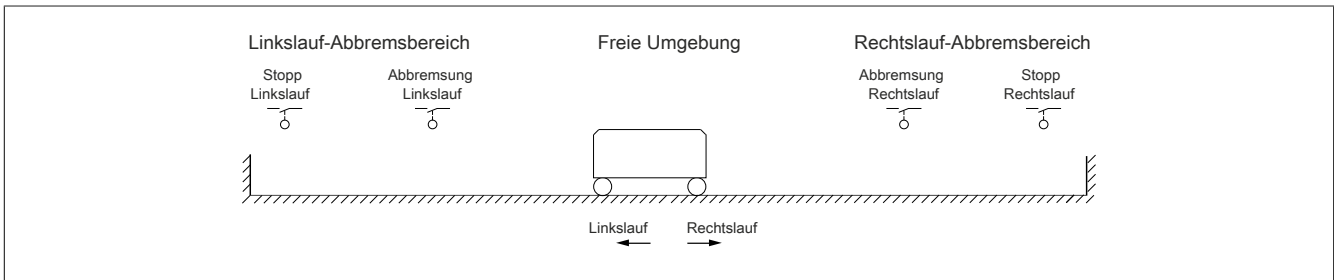 Linkslauf-Abbremsbereich
Freie Umgebung
Rechtslauf-Abbremsbereich
Stopp
Linkslauf
Abbremsung
Linkslauf
Abbremsung
Rechtslauf
Stopp
Rechtslauf
Linkslauf
Rechtslauf